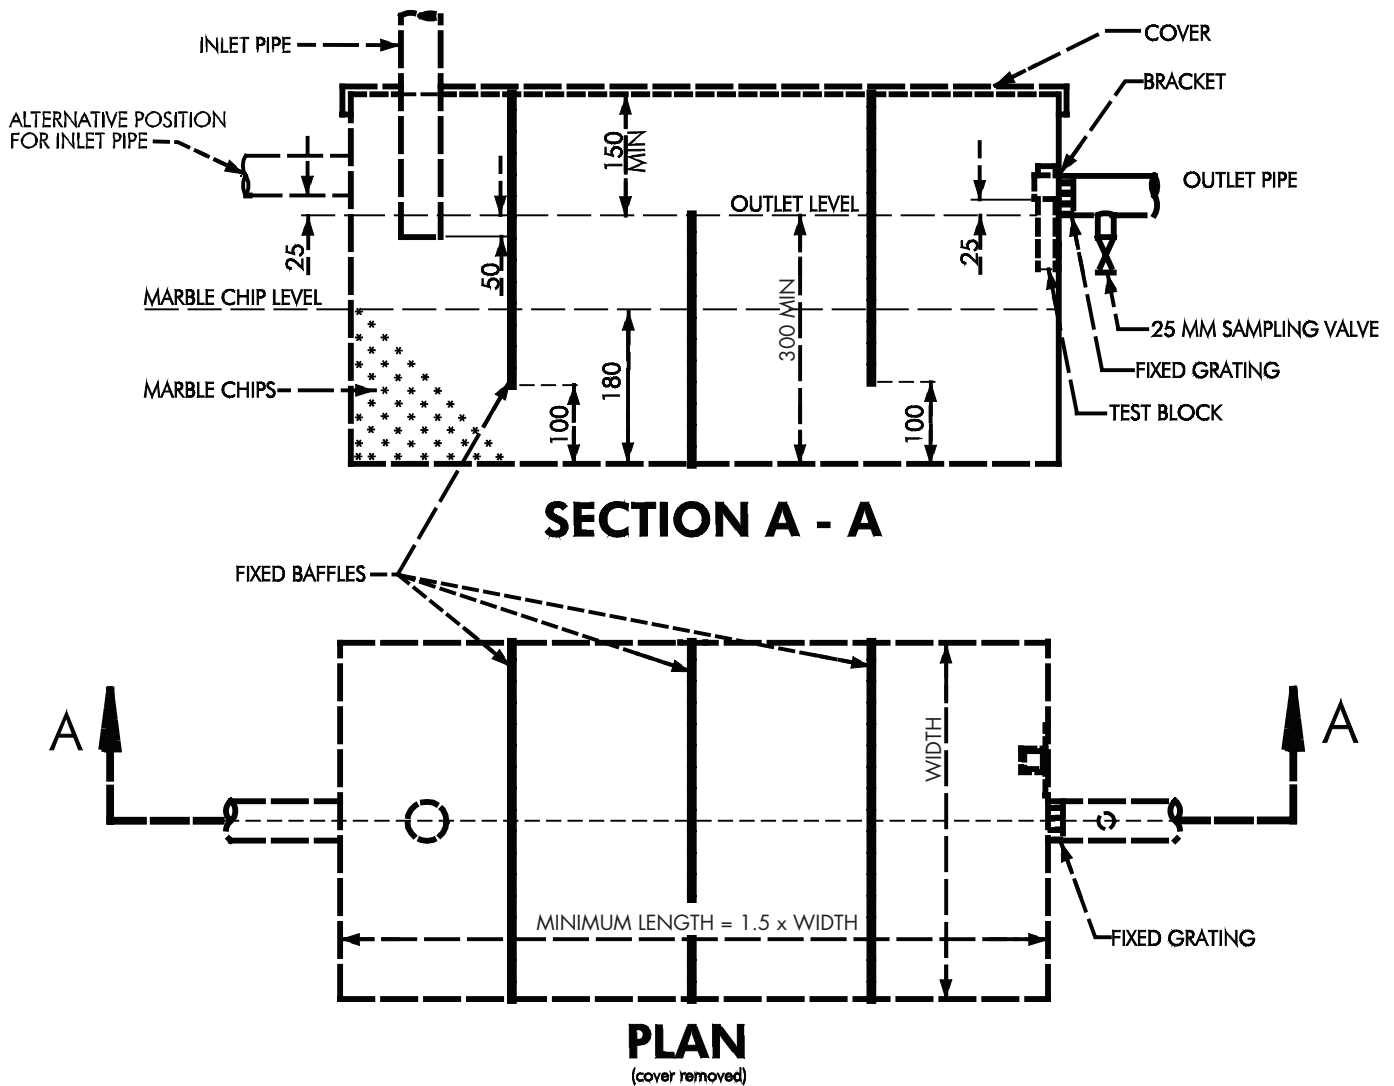 INLET PIPE
COVER
BRACKET
ALTERNATIVE POSITION
FOR INLET PIPE
150
MIN
OUTLET PIPE
OUTLET LEVEL
25
50
25
MARBLE CHIP LEVEL
300 MIN
25 MM SAMPLING VALVE
FIXED GRATING
MARBLE CHIPS
180
100
100
TEST BLOCK
SECTION A - A
FIXED BAFFLES
A
A
WIDTH
MINIMUM LENGTH = 1.5 x WIDTH
FIXED GRATING
PLAN
(cover removed)